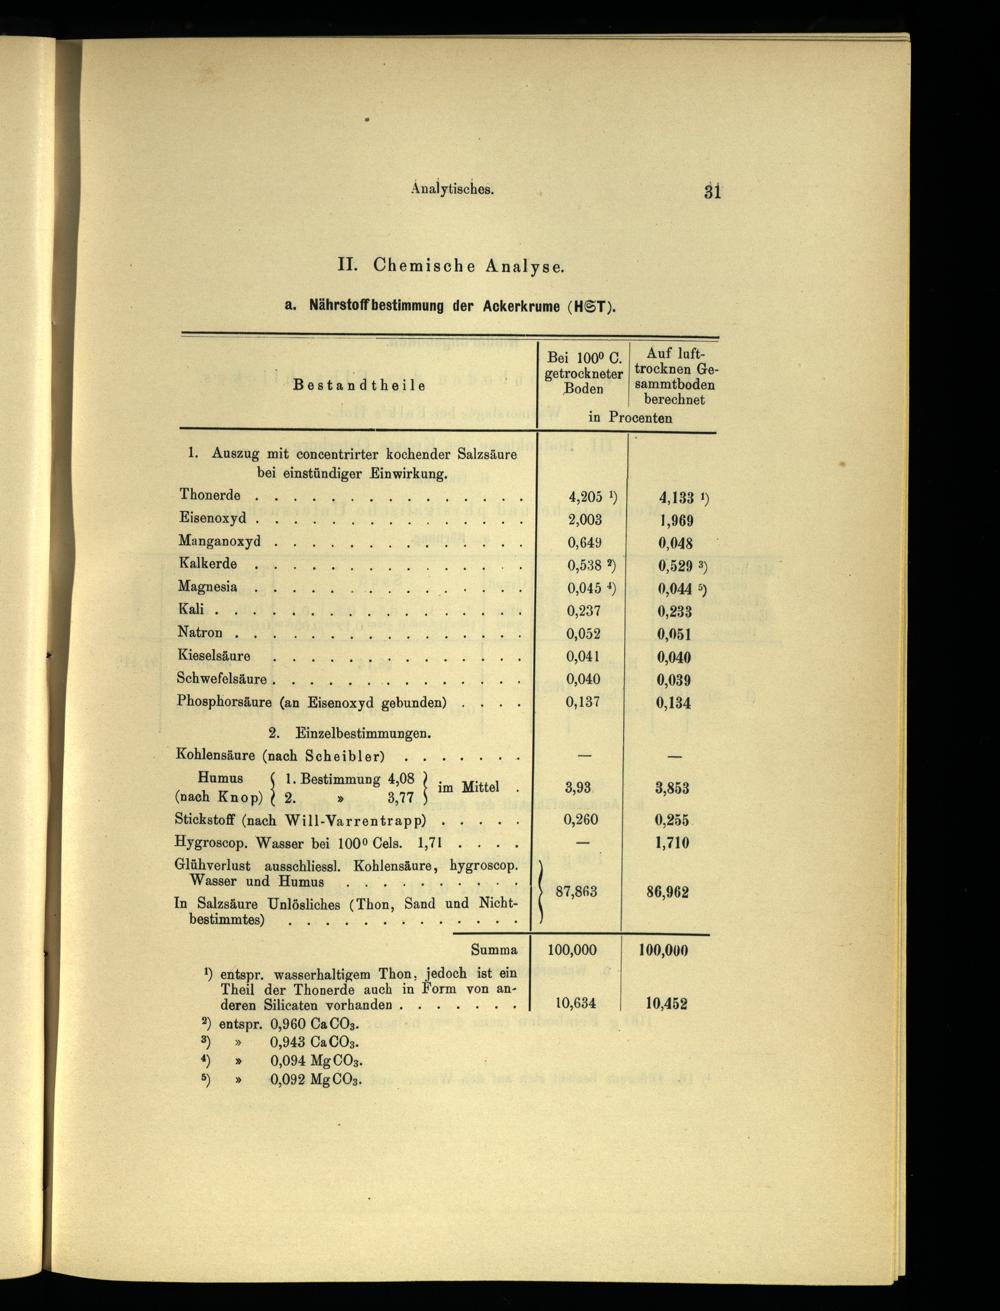 Analytisches. 31
II. Chemische Analyse.
a. Nährstoffbestimmung der Ackerkrume (HST).
Bestandtheile
Bei 100° C. getrockneter Boden
Auf lufttrocknen Gesammtboden berechnet
in Procenten
1. Auszug mit concentrirter kochender Salzsäure
bei einstündiger Einwirkung.
Thonerde . . . . . . . . . . . . . . . 4,205 ¹) 4,133 ¹)
Eisenoxyd . . . . . . . . . . . . . . . 2,003 1,969
Manganoxyd . . . . . . . . . . . . . . 0,649 0,048
Kalkerde . . . . . . . . . . . . . . . 0,538 ²) 0,529 ³)
Magnesia . . . . . . . . . . . . . . . 0,045 ⁴) 0,044 ⁵)
Kali . . . . . . . . . . . . . . . . . 0,237 0,233
Natron . . . . . . . . . . . . . . . . 0,052 0,051
Kieselsäure . . . . . . . . . . . . . . 0,041 0,040
Schwefelsäure . . . . . . . . . . . . . 0,040 0,039
Phosphorsäure (an Eisenoxyd gebunden) . . . . 0,137 0,134
2. Einzelbestimmungen.
Kohlensäure (nach Scheibler) . . . . . . . — —
Humus { 1. Bestimmung 4,08 }
(nach Knop) { 2. » 3,77 } im Mittel . 3,93 3,853
Stickstoff (nach Will-Varrentrapp) . . . . . 0,260 0,255
Hygroscop. Wasser bei 100° Cels. 1,71 . . . . — 1,710
Glühverlust ausschliessl. Kohlensäure, hygroscop.
Wasser und Humus . . . . . . . . . .
} 87,863 86,962
In Salzsäure Unlösliches (Thon, Sand und Nicht-
bestimmtes) . . . . . . . . . . . . .
Summa 100,000 100,000
¹) entspr. wasserhaltigem Thon, jedoch ist ein
Theil der Thonerde auch in Form von an-
deren Silicaten vorhanden . . . . . . . 10,634 10,452
²) entspr. 0,960 CaCO₃.
³) » 0,943 CaCO₃.
⁴) » 0,094 MgCO₃.
⁵) » 0,092 MgCO₃.